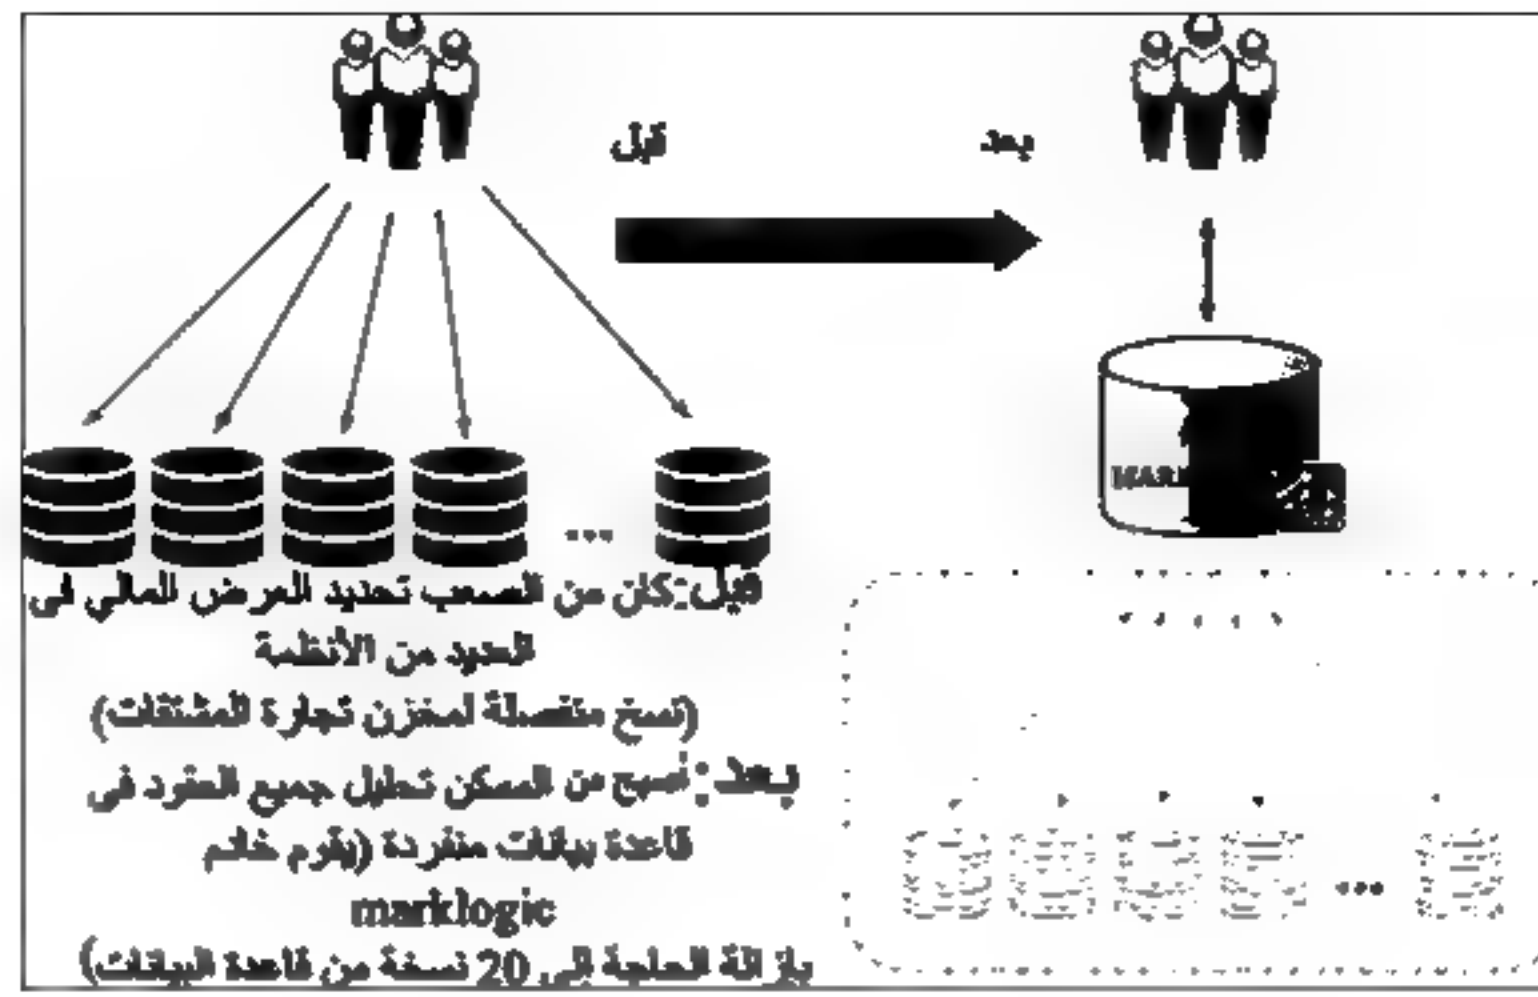 قبل
بعد
MARK
قبل: كان من الصعب تحديد العرض المالي في
العديد من الأنظمة
(نسخ منفصلة لمخزن تجارة المشتقات)
بعد: أصبح من الممكن تحليل جميع العقود في
قاعدة بيانات منفردة (يقوم خادم
marklogic
بإزالة الحاجة إلى 20 نسخة من قاعدة البيانات)